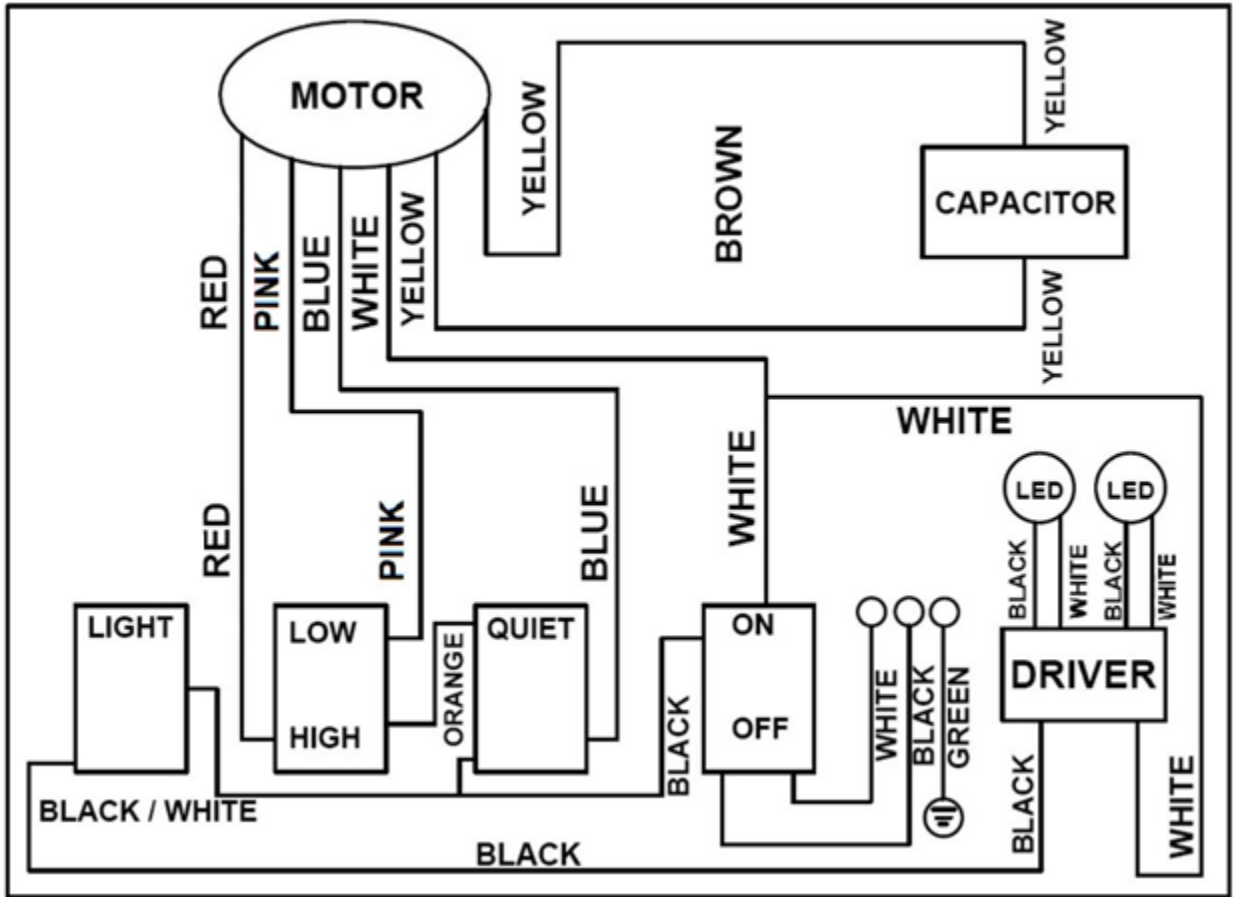 MOTOR
YELLOW
YELLOW
BROWN
CAPACITOR
RED
PINK
BLUE
WHITE
YELLOW
YELLOW
WHITE
RED
PINK
BLUE
WHITE
LED
LED
BLACK
WHITE
BLACK
WHITE
LIGHT
LOW
HIGH
ORANGE
QUIET
BLACK
ON
OFF
WHITE
BLACK
GREEN
DRIVER
BLACK
WHITE
BLACK / WHITE
BLACK